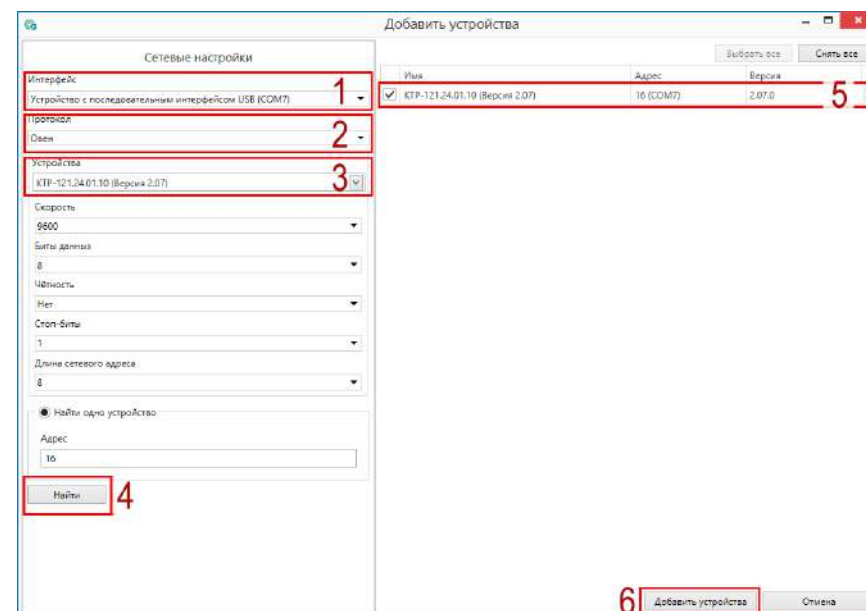 Добавить устройства
Сетевые настройки
Интерфейс
Устройство с последовательным интерфейсом USB (COM7)
1
Протокол
Овен
2
Устройства
КТР-121.24.01.10 (Версия 2.07)
3
Скорость
9600
Биты данных
8
Чётность
Нет
Стоп-биты
1
Длина сетевого адреса
8
Найти одно устройство
Адрес
16
Найти
4
Выбрать все
Снять все
Имя Адрес Версия
КТР-121.24.01.10 (Версия 2.07) 16 (COM7) 2.07.0
5
6
Добавить устройства
Отмена